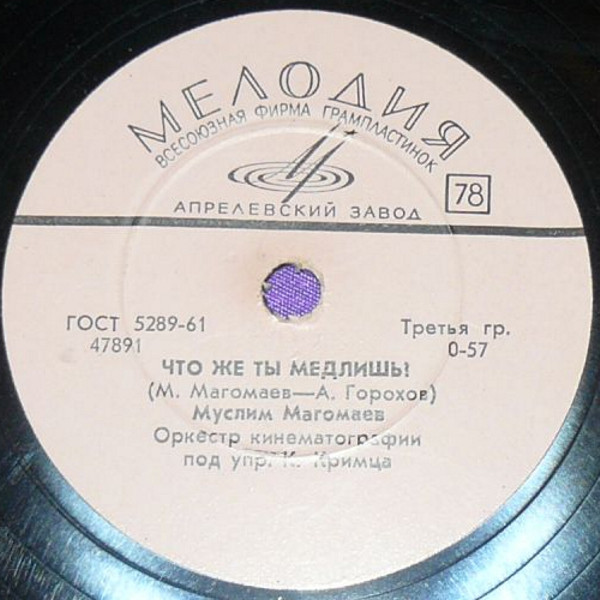 МЕЛОДИЯ
ВСЕСОЮЗНАЯ ФИРМА ГРАМПЛАСТИНОК
АПРЕЛЕВСКИЙ ЗАВОД
78
ГОСТ 5289-61
47891
Третья гр.
0-57
ЧТО ЖЕ ТЫ МЕДЛИШЬ!
(М. Магомаев—А. Горохов)
Муслим Магомаев
Оркестр кинематографии
под упр. К. Кримца